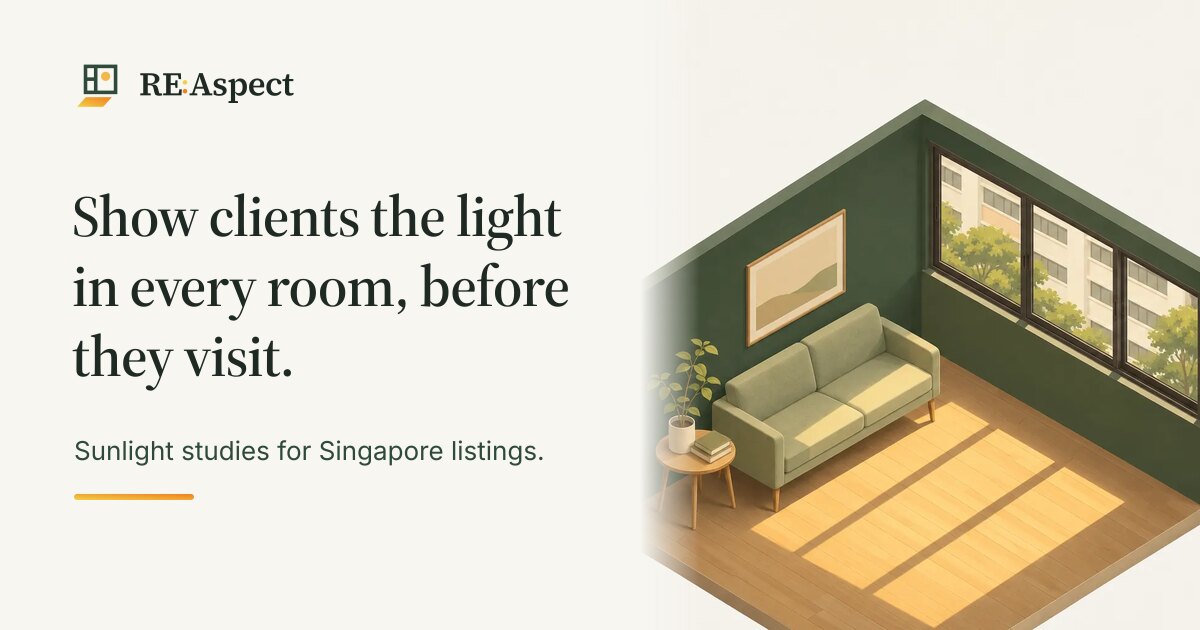 RE:Aspect
Show clients the light
in every room, before
they visit.
Sunlight studies for Singapore listings.